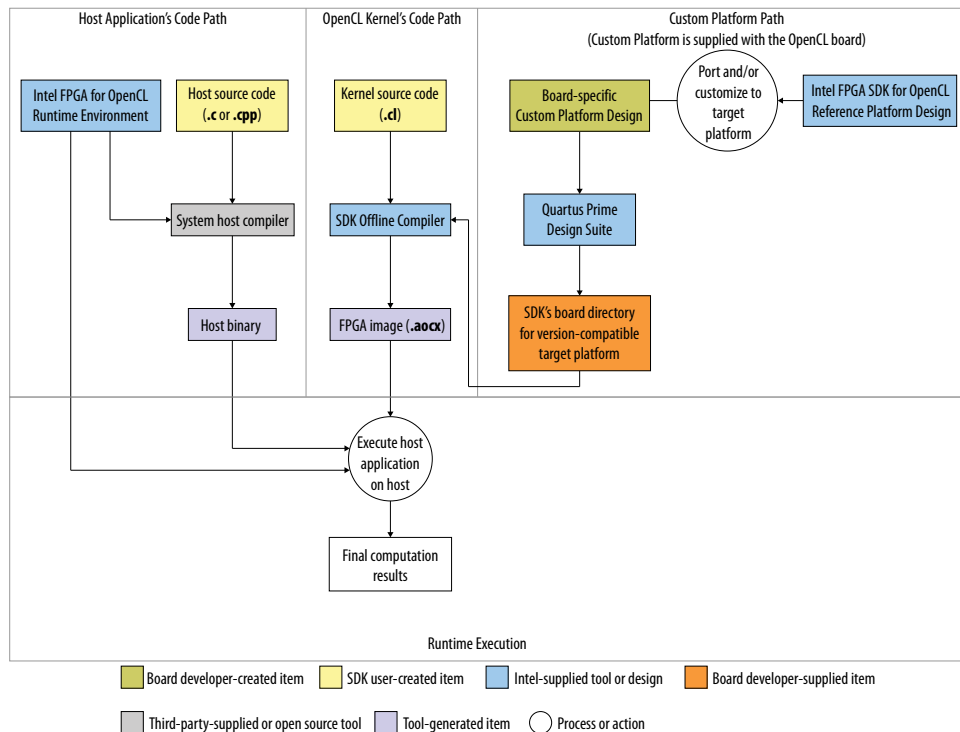 Host Application's Code Path
OpenCL Kernel's Code Path
Custom Platform Path
(Custom Platform is supplied with the OpenCL board)
Intel FPGA for OpenCL
Runtime Environment
Host source code
(.c or .cpp)
Kernel source code
(.cl)
Board-specific
Custom Platform Design
Port and/or
customize to
target
platform
Intel FPGA SDK for OpenCL
Reference Platform Design
System host compiler
SDK Offline Compiler
Quartus Prime
Design Suite
Host binary
FPGA image (.aocx)
SDK's board directory
for version-compatible
target platform
Execute host
application
on host
Final computation
results
Runtime Execution
Board developer-created item
SDK user-created item
Intel-supplied tool or design
Board developer-supplied item
Third-party-supplied or open source tool
Tool-generated item
Process or action